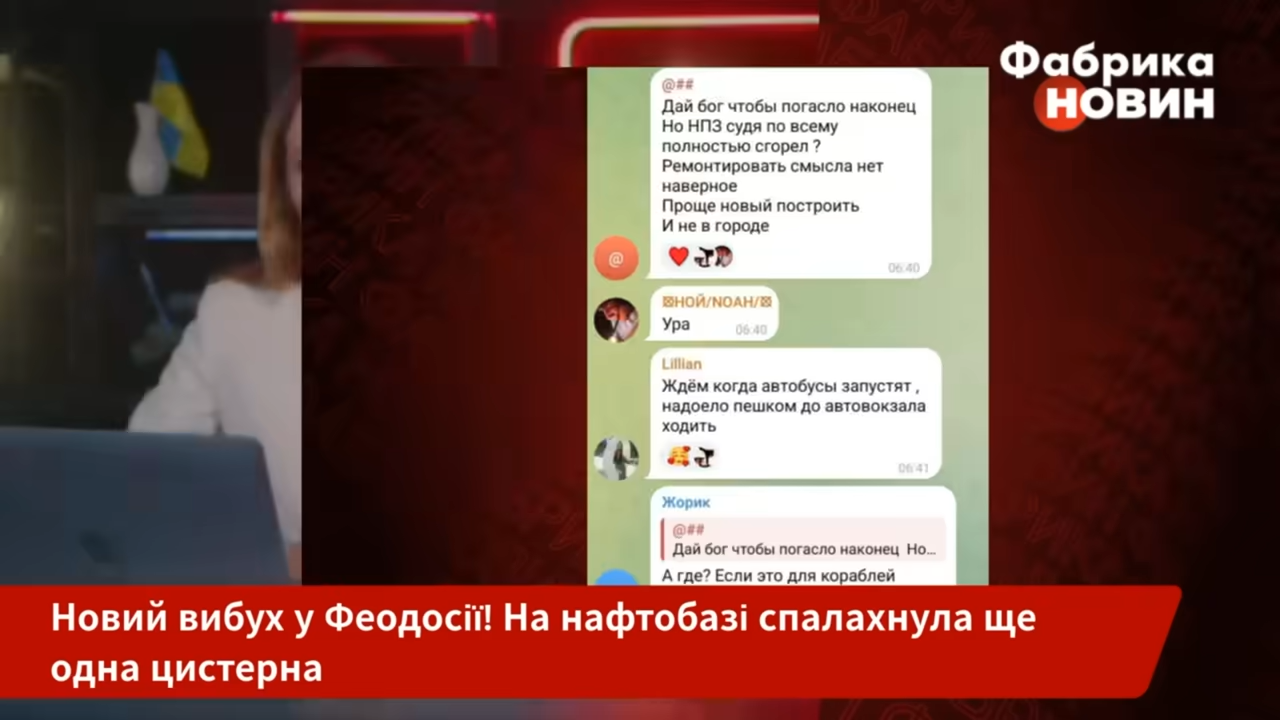 Фабрика
НОВИН
@##
Дай бог чтобы погасло наконец
Но НПЗ судя по всему
полностью сгорел ?
Ремонтировать смысла нет
наверное
Проще новый построить
И не в городе
06:40
@
НОЙ/NOAH/
Ура
06:40
Lillian
Ждём когда автобусы запустят ,
надоело пешком до автовокзала
ходить
06:41
Жорик
@##
Дай бог чтобы погасло наконец Но...
А где? Если это для кораблей
Новий вибух у Феодосії! На нафтобазі спалахнула ще
одна цистерна